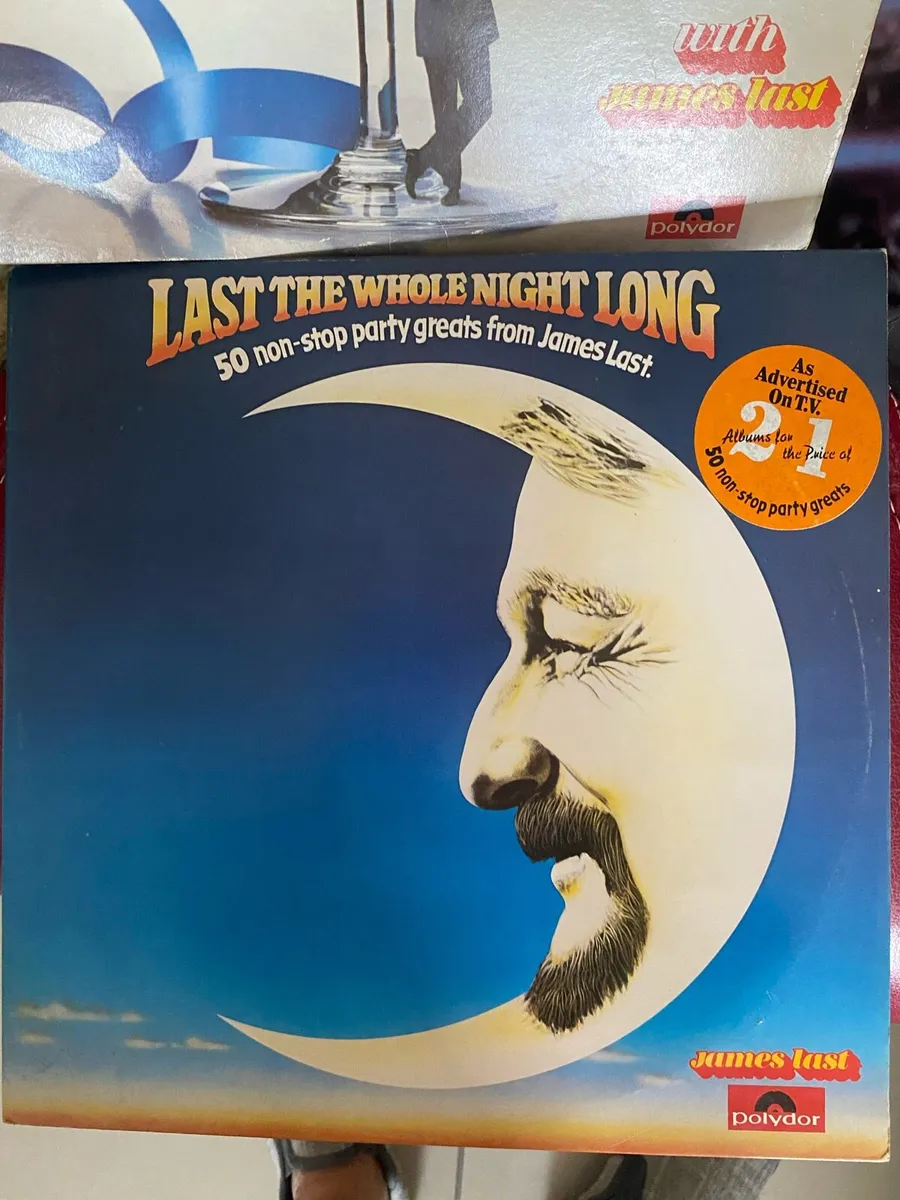 with
james last
polydor
LAST THE WHOLE NIGHT LONG
50 non-stop party greats from James Last.
As
Advertised
On T.V.
2 Albums for
the Price of 1
50 non-stop party greats
james last
polydor